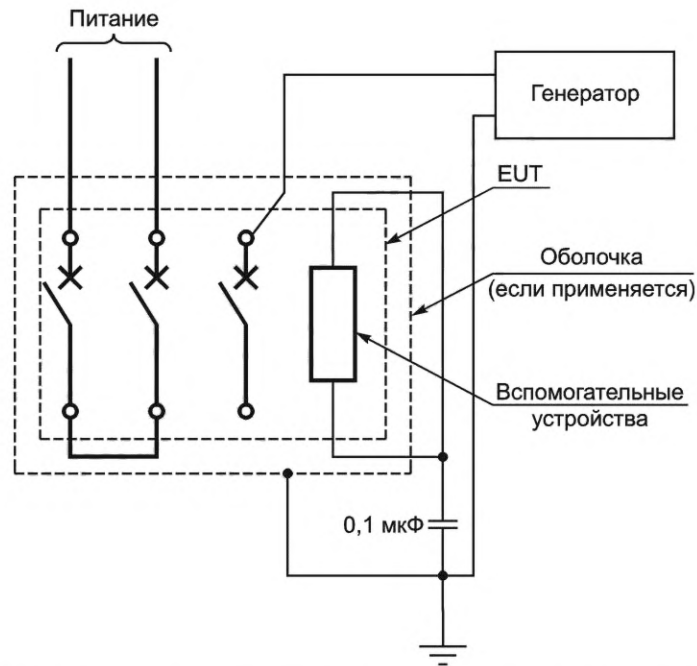 Питание
Генератор
EUT
Оболочка
(если применяется)
Вспомогательные
устройства
0,1 мкФ